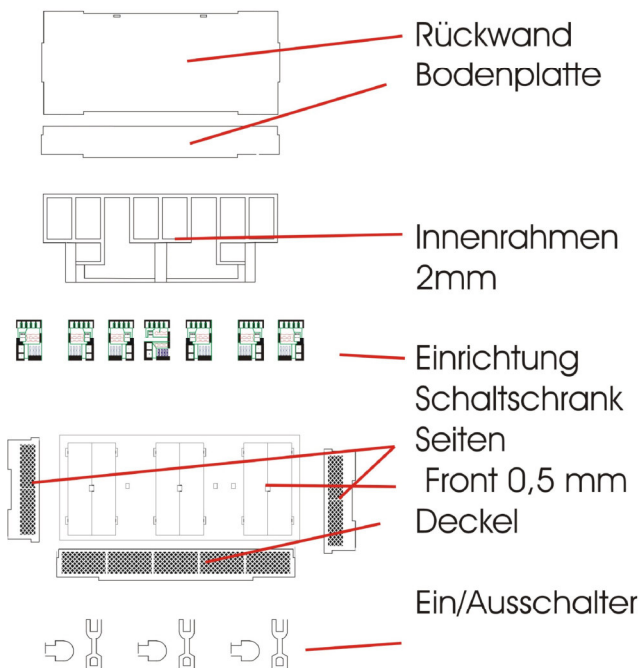 Rückwand
Bodenplatte
Innenrahmen
2mm
Einrichtung
Schaltschrank
Seiten
Front 0,5 mm
Deckel
Ein/Ausschalter